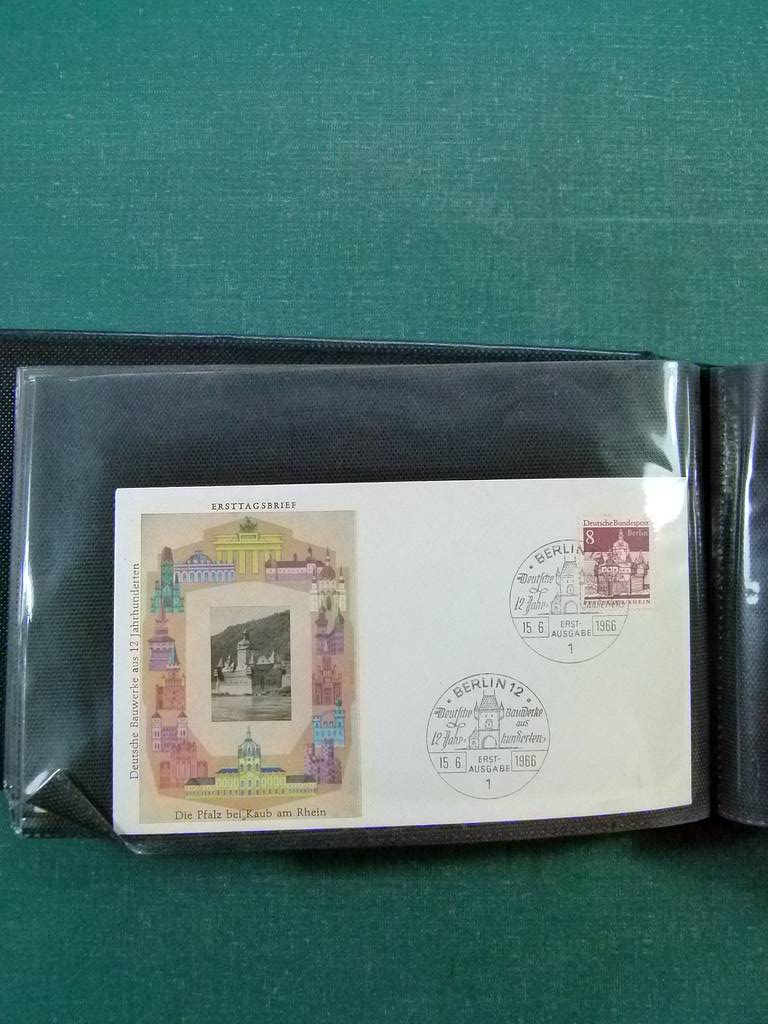 ERSTTAGSBRIEF
Deutsche Bauwerke aus 12 Jahrhunderten
Die Pfalz bei Kaub am Rhein
Deutsche Bundespost
8 Berlin
RHEIN
BERLIN
Deutsche
12 Jahr-
15.6 ERST-AUSGABE 1966
1
BERLIN 12
Deutsche Bauwerke
aus
12 Jahr- hunderten
15.6 ERST-AUSGABE 1966
1